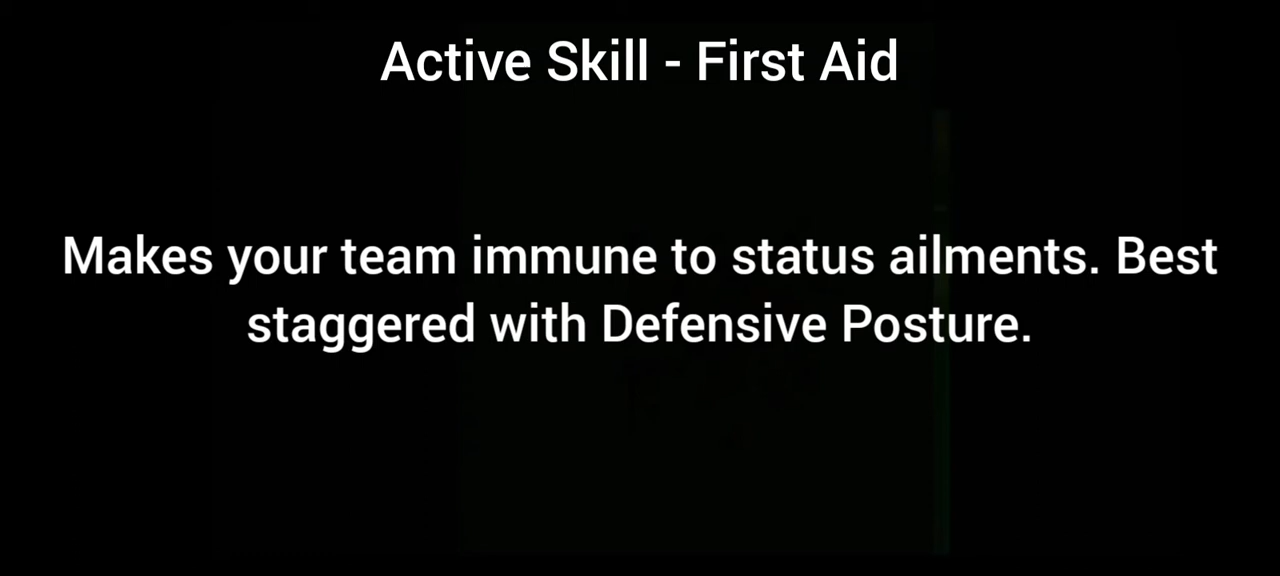 Active Skill - First Aid
Makes your team immune to status ailments. Best
staggered with Defensive Posture.